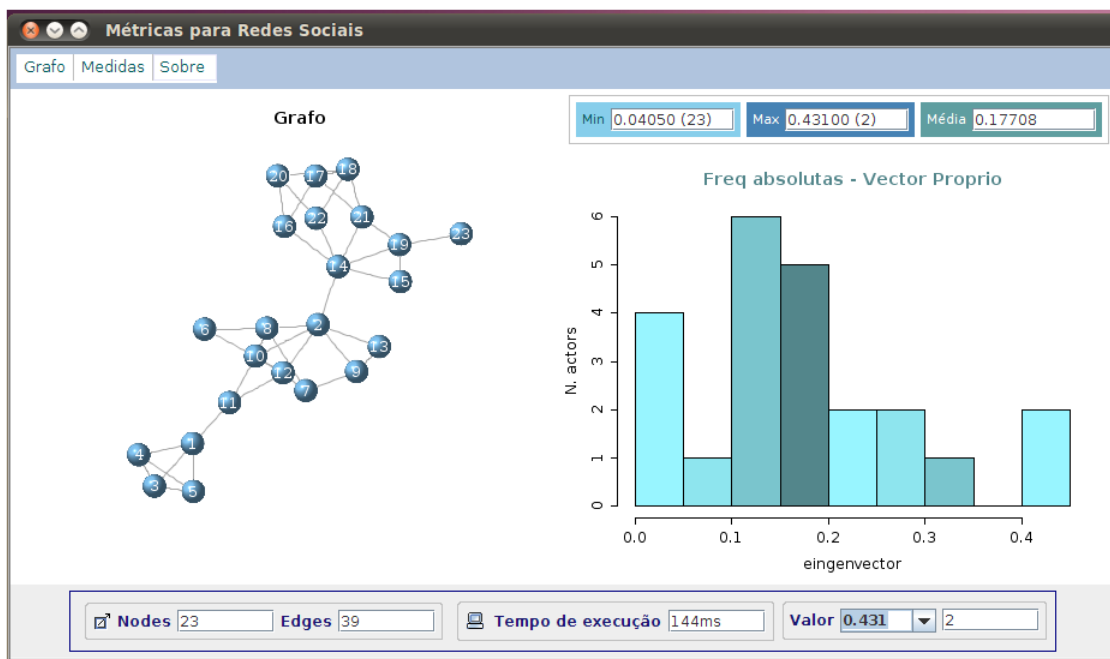 Métricas para Redes Sociais
Grafo Medidas Sobre
Min 0.04050 (23) Max 0.43100 (2) Média 0.17708
Grafo
20 17 18
16 22 21
19 23
14
15
6 8 2
13
10
12 9
7
11
1
4
3 5
Freq absolutas - Vector Proprio
N. actors
6
5
4
3
2
1
0
0.0 0.1 0.2 0.3 0.4
eingenvector
Nodes 23 Edges 39 Tempo de execução 144ms Valor 0.431 2